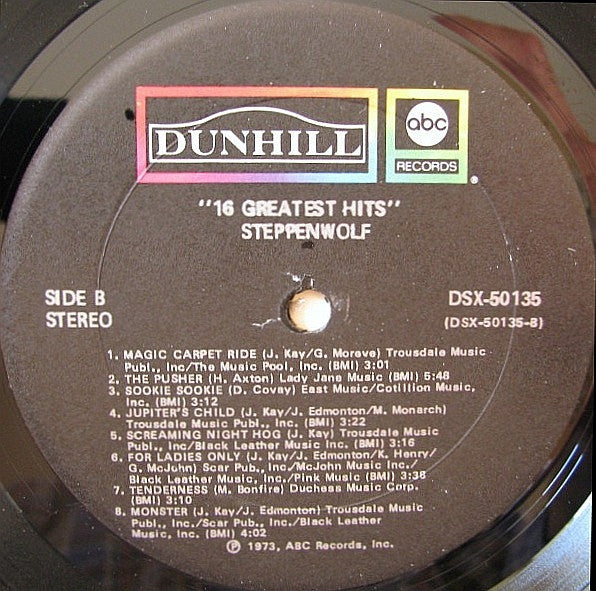 DUNHILL
abc
RECORDS
®
"16 GREATEST HITS"
STEPPENWOLF
SIDE B
STEREO
DSX-50135
(DSX-50135-B)
1. MAGIC CARPET RIDE (J. Kay/G. Moreve) Trousdale Music
Publ., Inc/The Music Pool, Inc. (BMI) 3:01
2. THE PUSHER (H. Axton) Lady Jane Music (BMI) 5:48
3. SOOKIE SOOKIE (D. Covay) East Music/Cotillion Music,
Inc. (BMI) 3:12
4. JUPITER'S CHILD (J. Kay/J. Edmonton/M. Monarch)
Trousdale Music Publ., Inc. (BMI) 3:22
5. SCREAMING NIGHT HOG (J. Kay) Trousdale Music
Publ., Inc/Black Leather Music Inc. (BMI) 3:16
6. FOR LADIES ONLY (J. Kay/J. Edmonton/K. Henry/
G. McJohn) Scar Pub., Inc/McJohn Music Inc./
Black Leather Music, Inc./Pink Music (BMI) 3:38
7. TENDERNESS (M. Bonfire) Duchess Music Corp.
(BMI) 3:10
8. MONSTER (J. Kay/J. Edmonton) Trousdale Music
Publ., Inc./Scar Pub., Inc./Black Leather
Music, Inc. (BMI) 4:02
℗ 1973, ABC Records, Inc.